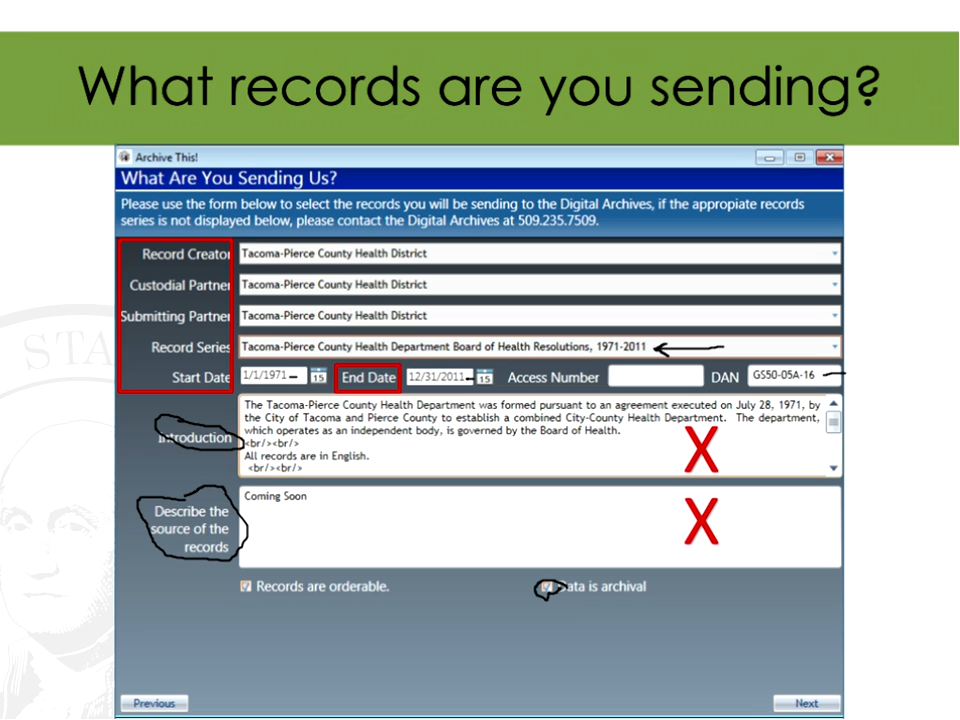 What records are you sending?
Archive This!
What Are You Sending Us?
Please use the form below to select the records you will be sending to the Digital Archives, if the appropiate records
series is not displayed below, please contact the Digital Archives at 509.235.7509.
Record Creator Tacoma-Pierce County Health District
Custodial Partner Tacoma-Pierce County Health District
Submitting Partner Tacoma-Pierce County Health District
Record Series Tacoma-Pierce County Health Department Board of Health Resolutions, 1971-2011
Start Date 1/1/1971 15 End Date 12/31/2011 15 Access Number DAN GS50-05A-16
Introduction
The Tacoma-Pierce County Health Department was formed pursuant to an agreement executed on July 28, 1971, by
the City of Tacoma and Pierce County to establish a combined City-County Health Department. The department,
which operates as an independent body, is governed by the Board of Health.
<br/><br/>
All records are in English.
<br/><br/>
X
Describe the
source of the
records
Coming Soon
X
Records are orderable. Data is archival
Previous Next
STA